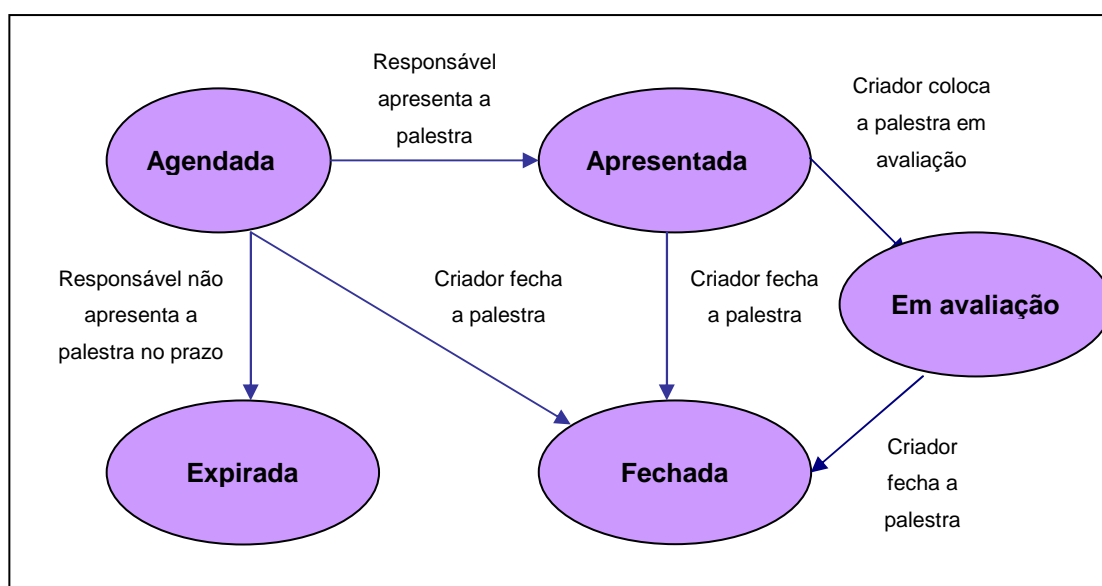 Responsável
apresenta a
palestra
Criador coloca
a palestra em
avaliação
Agendada
Apresentada
Responsável não
apresenta a
palestra no prazo
Criador fecha
a palestra
Criador fecha
a palestra
Em avaliação
Expirada
Fechada
Criador
fecha a
palestra